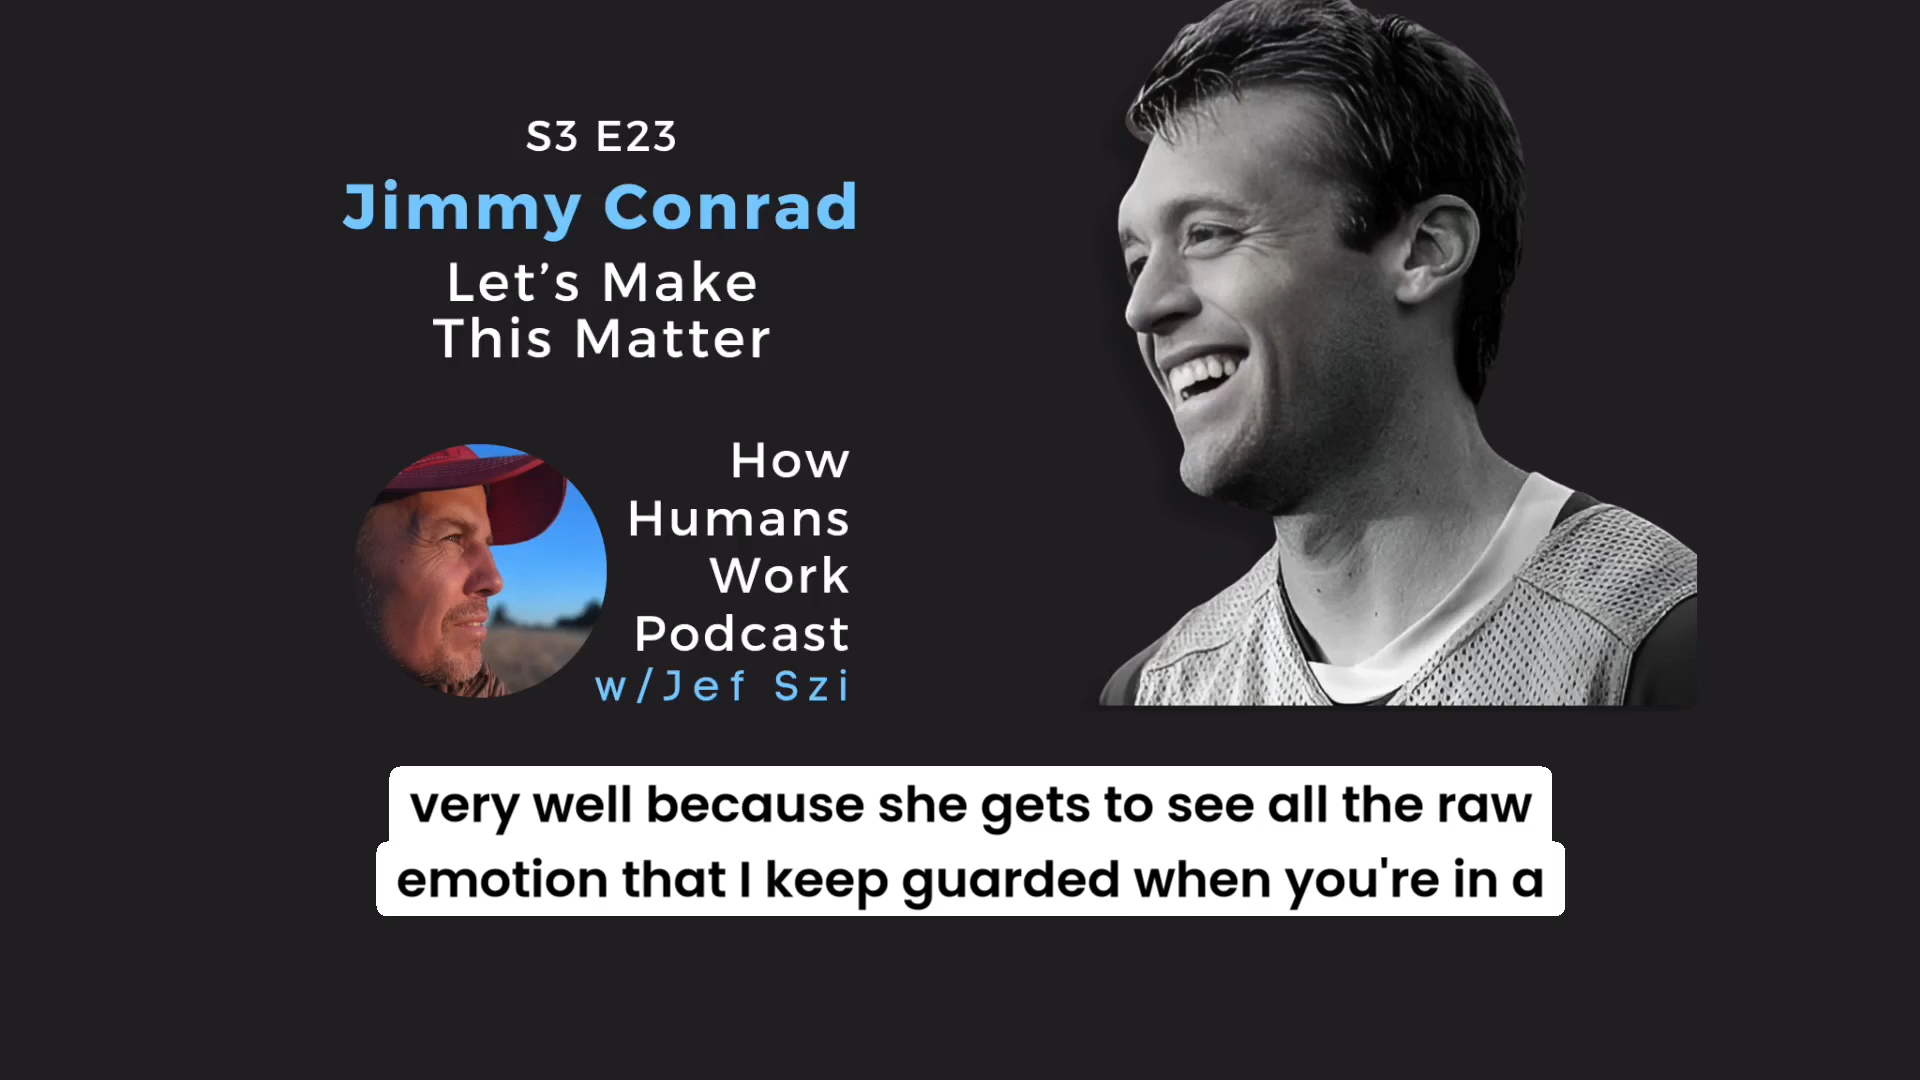 S3 E23
Jimmy Conrad
Let’s Make
This Matter
How
Humans
Work
Podcast
w/Jef Szi
very well because she gets to see all the raw
emotion that I keep guarded when you're in a